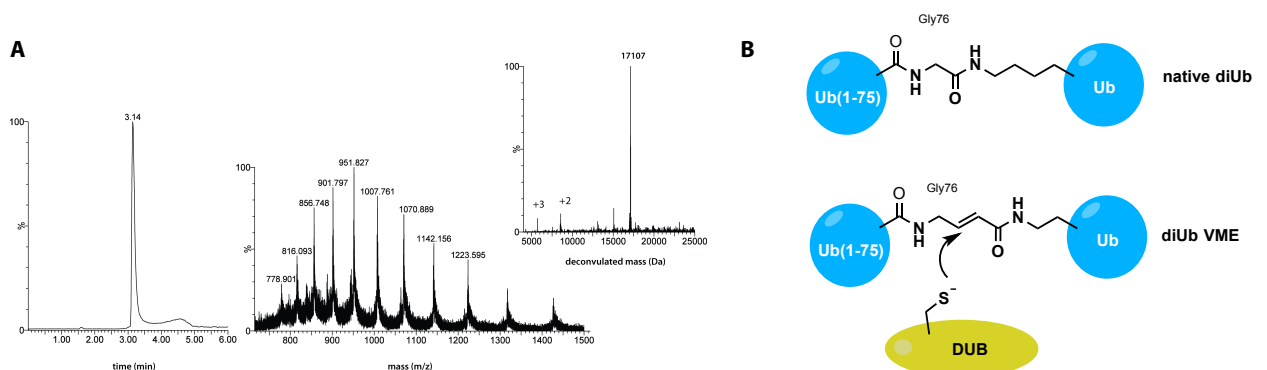 A
100
%
0
3.14
1.00 2.00 3.00 4.00 5.00 6.00
time (min)
100
%
0
778.901
816.093
856.748
901.797
951.827
1007.761
1070.889
1142.156
1223.595
800 900 1000 1100 1200 1300 1400 1500
mass (m/z)
100
%
0
17107
+3
+2
5000 10000 15000 20000 25000
deconvulated mass (Da)
B
Gly76
O
N
H
O
H
N
Ub(1-75)
Ub
native diUb
Gly76
O
N
H
O
H
N
Ub(1-75)
Ub
diUb VME
S−
DUB